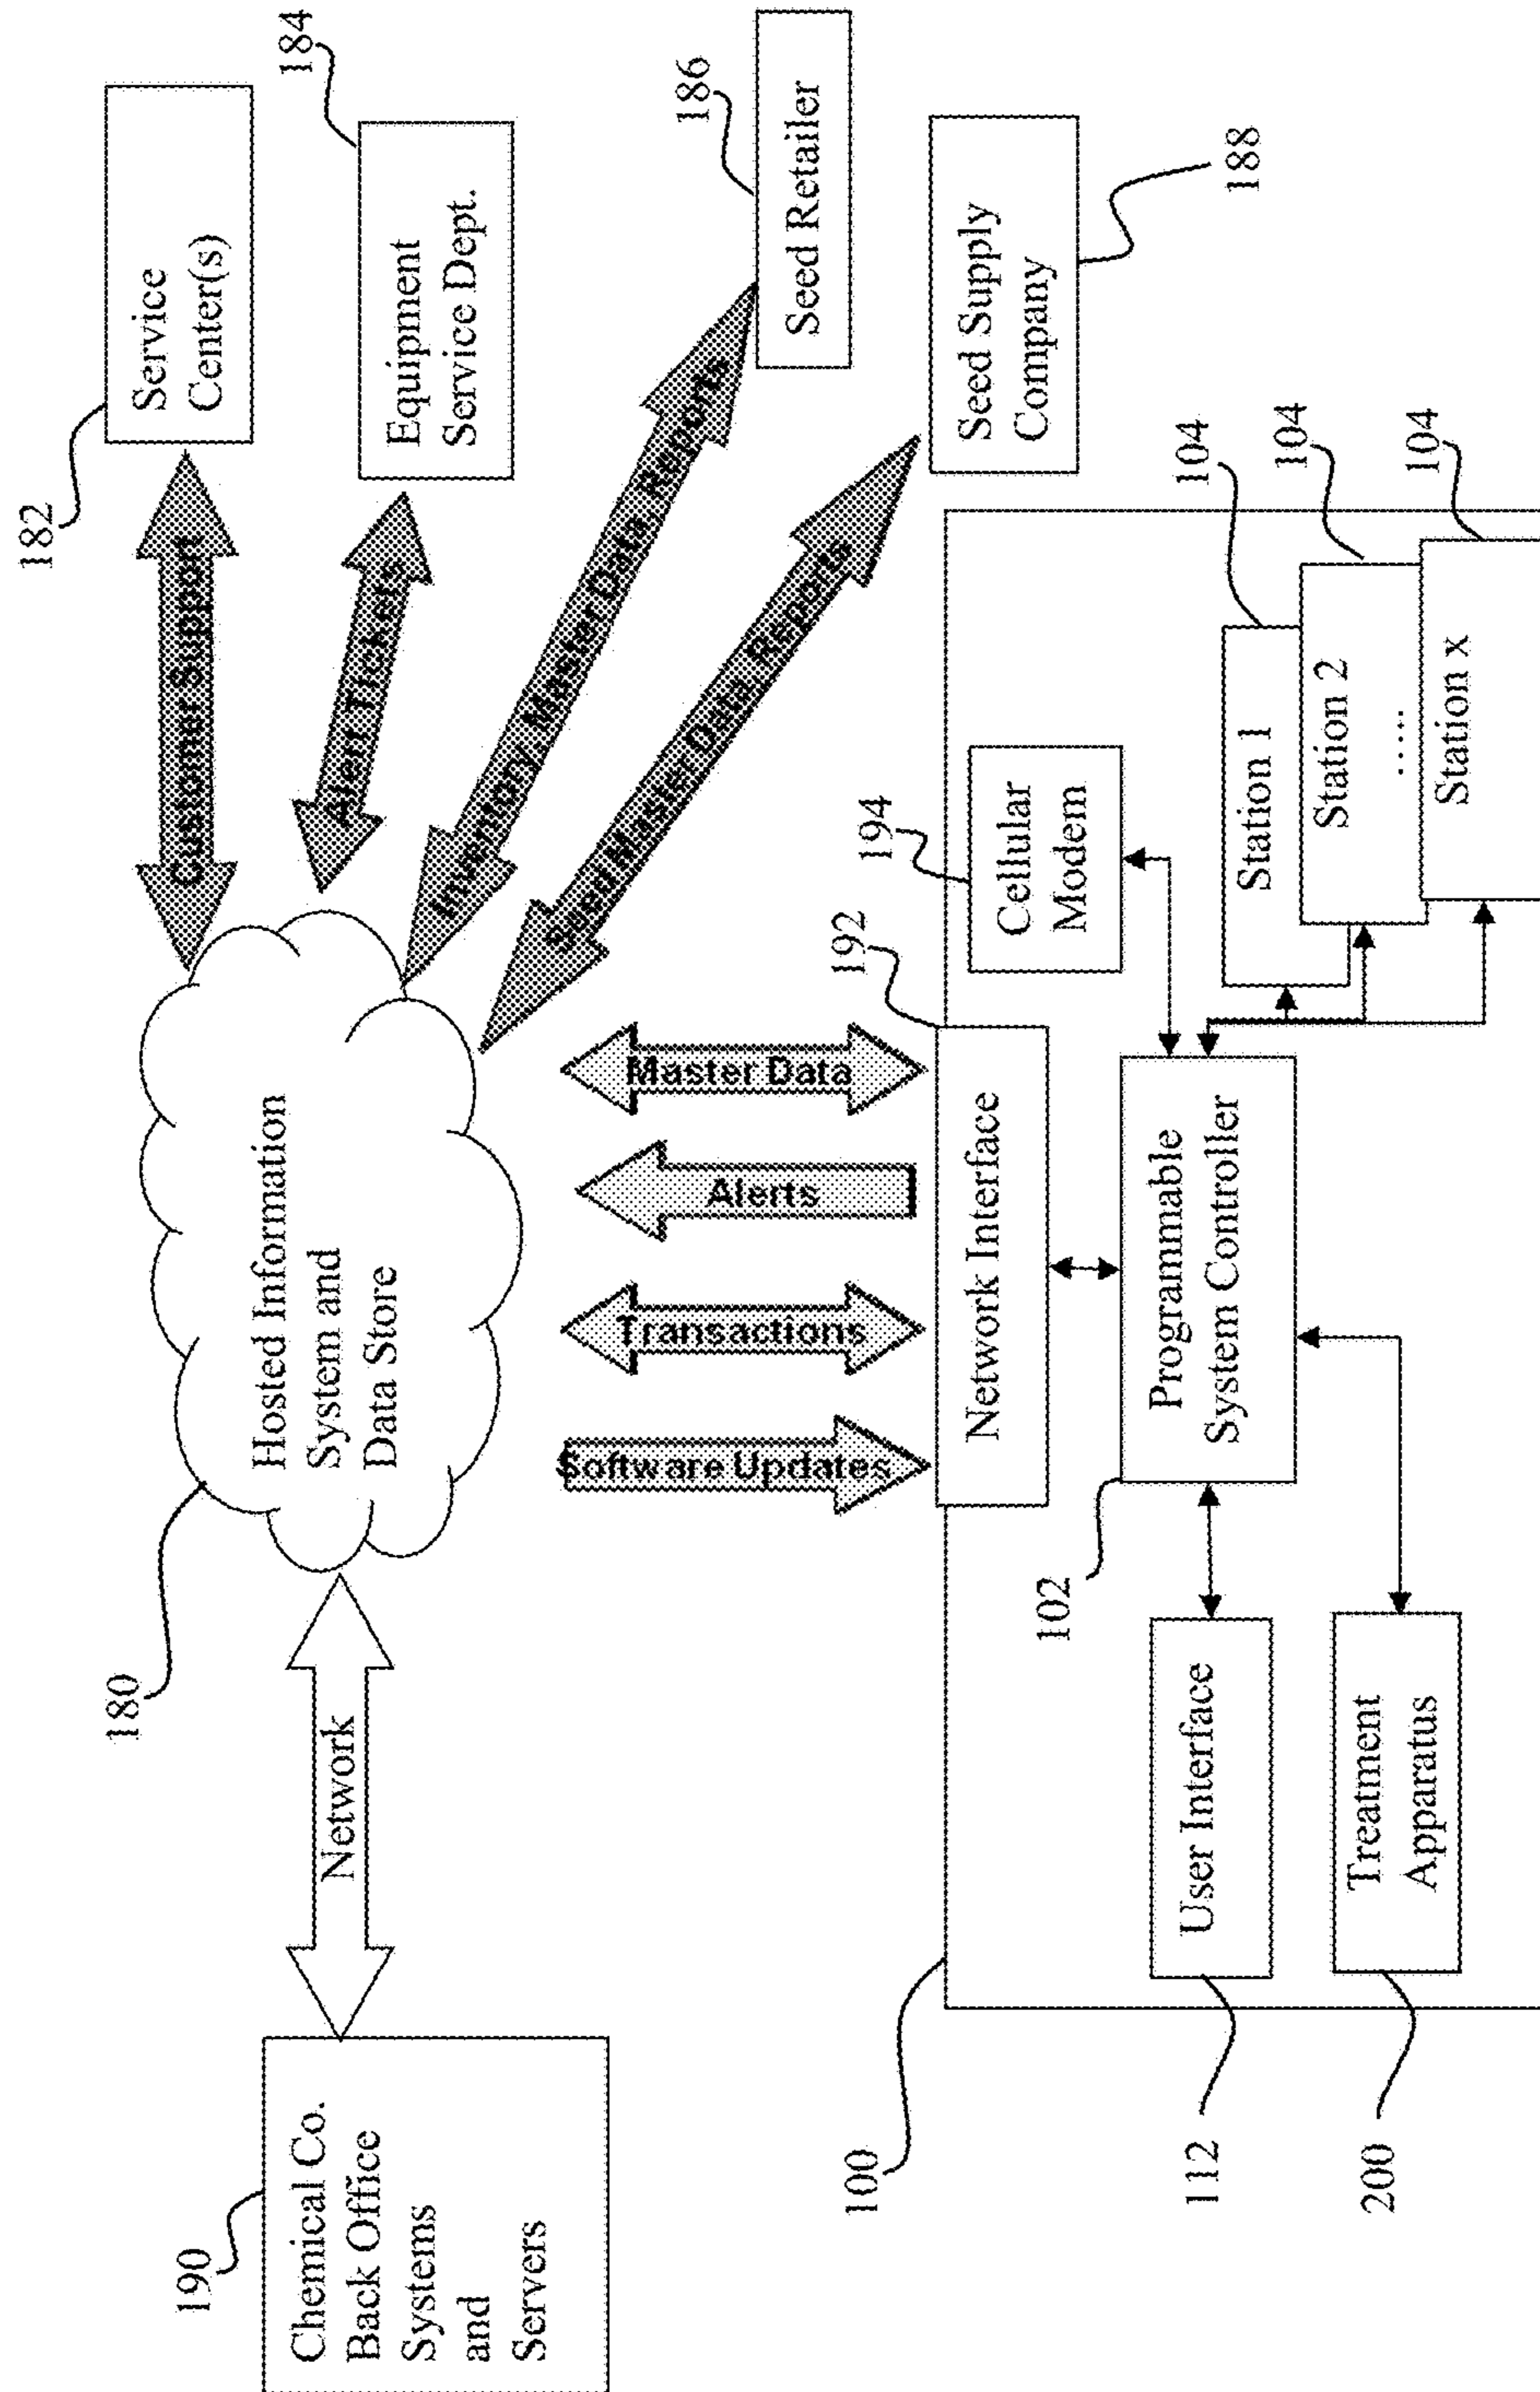 190
Chemical Co.
Back Office
Systems
and
Servers
Network
180
Hosted Information
System and
Data Store
182
Service
Center(s)
Customer Support
184
Equipment
Service Dept.
Alert Tickets
186
Seed Retailer
Inventory, Master Data, Reports
188
Seed Supply
Company
Seed Master Data, Reports
Software Updates
Transactions
Alerts
Master Data
100
192
Network Interface
194
Cellular
Modem
102
Programmable
System Controller
112
User Interface
200
Treatment
Apparatus
104
Station 1
104
Station 2
.....
104
Station x